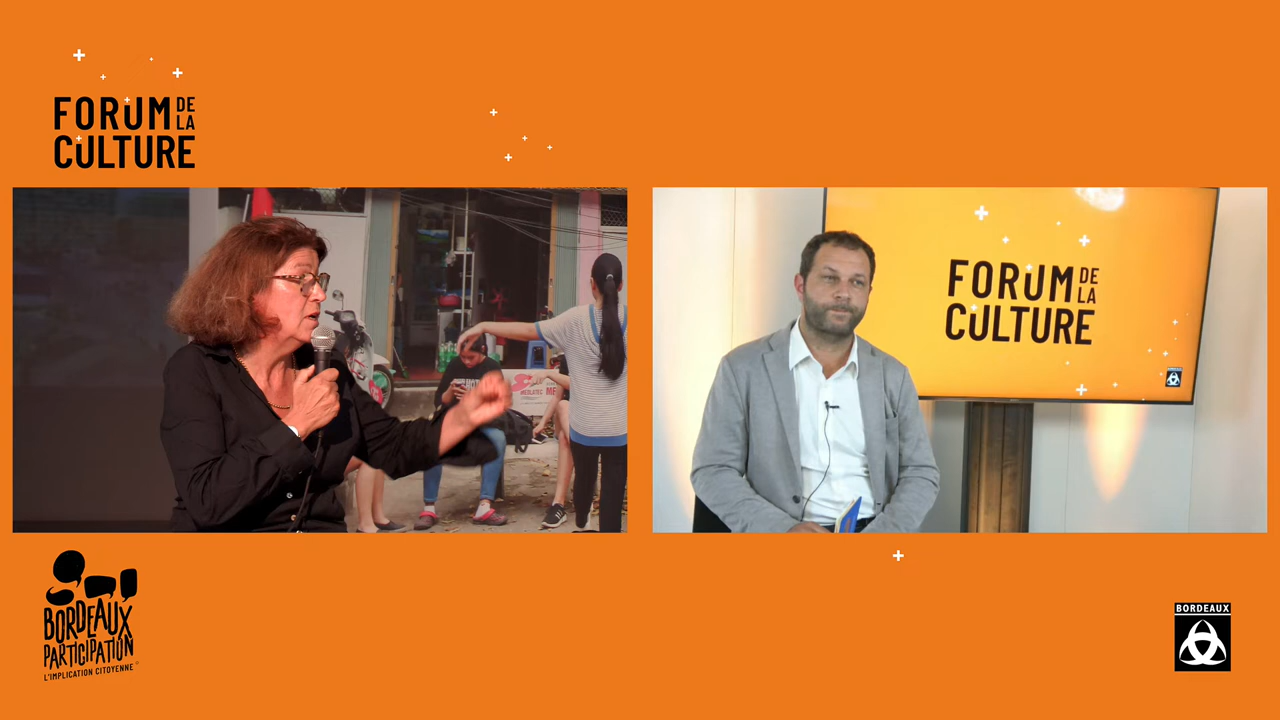 FORUM DE LA
CULTURE
FORUM DE LA
CULTURE
BORDEAUX
PARTICIPATION
L'IMPLICATION CITOYENNE
BORDEAUX